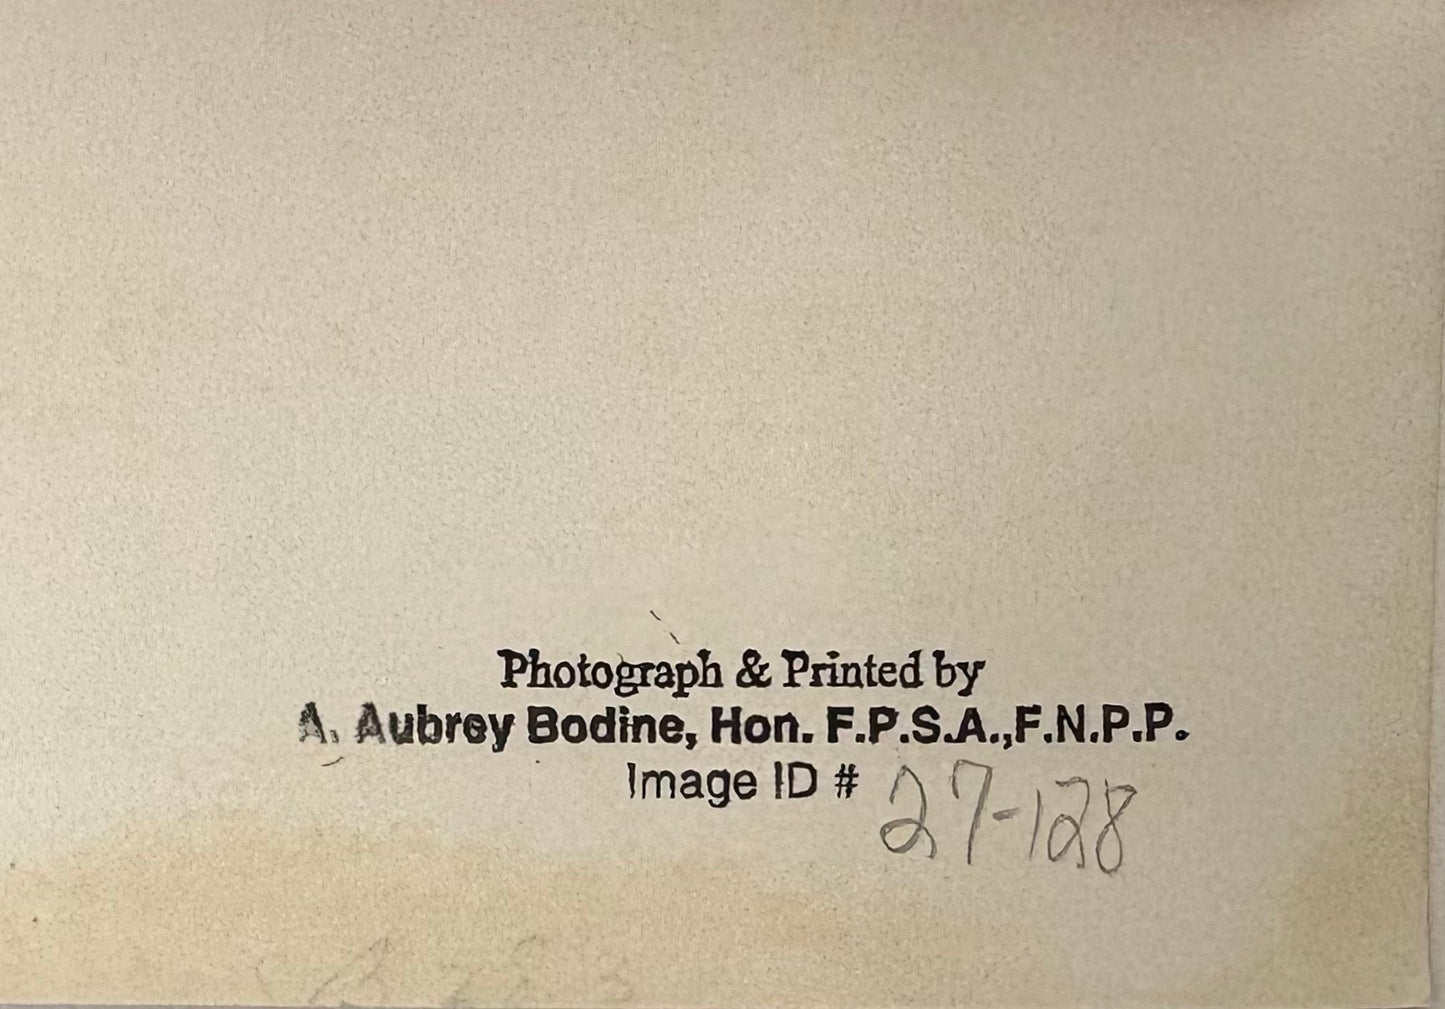 Photograph & Printed by
A. Aubrey Bodine, Hon. F.P.S.A.,F.N.P.P.
Image ID # 27-128